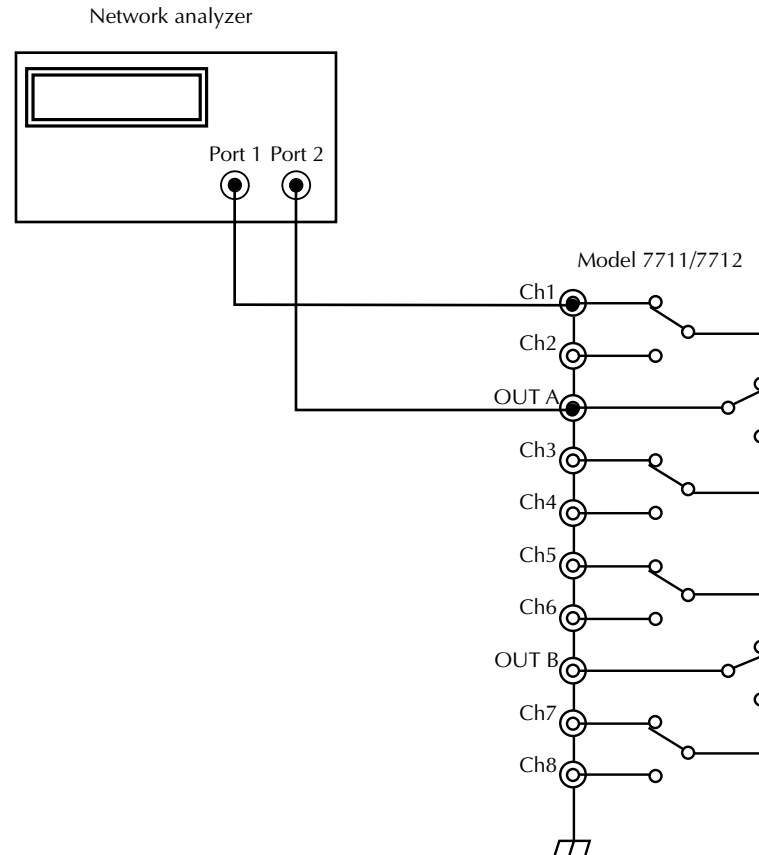 Network analyzer
Port 1 Port 2
Model 7711/7712
Ch1
Ch2
OUT A
Ch3
Ch4
Ch5
Ch6
OUT B
Ch7
Ch8